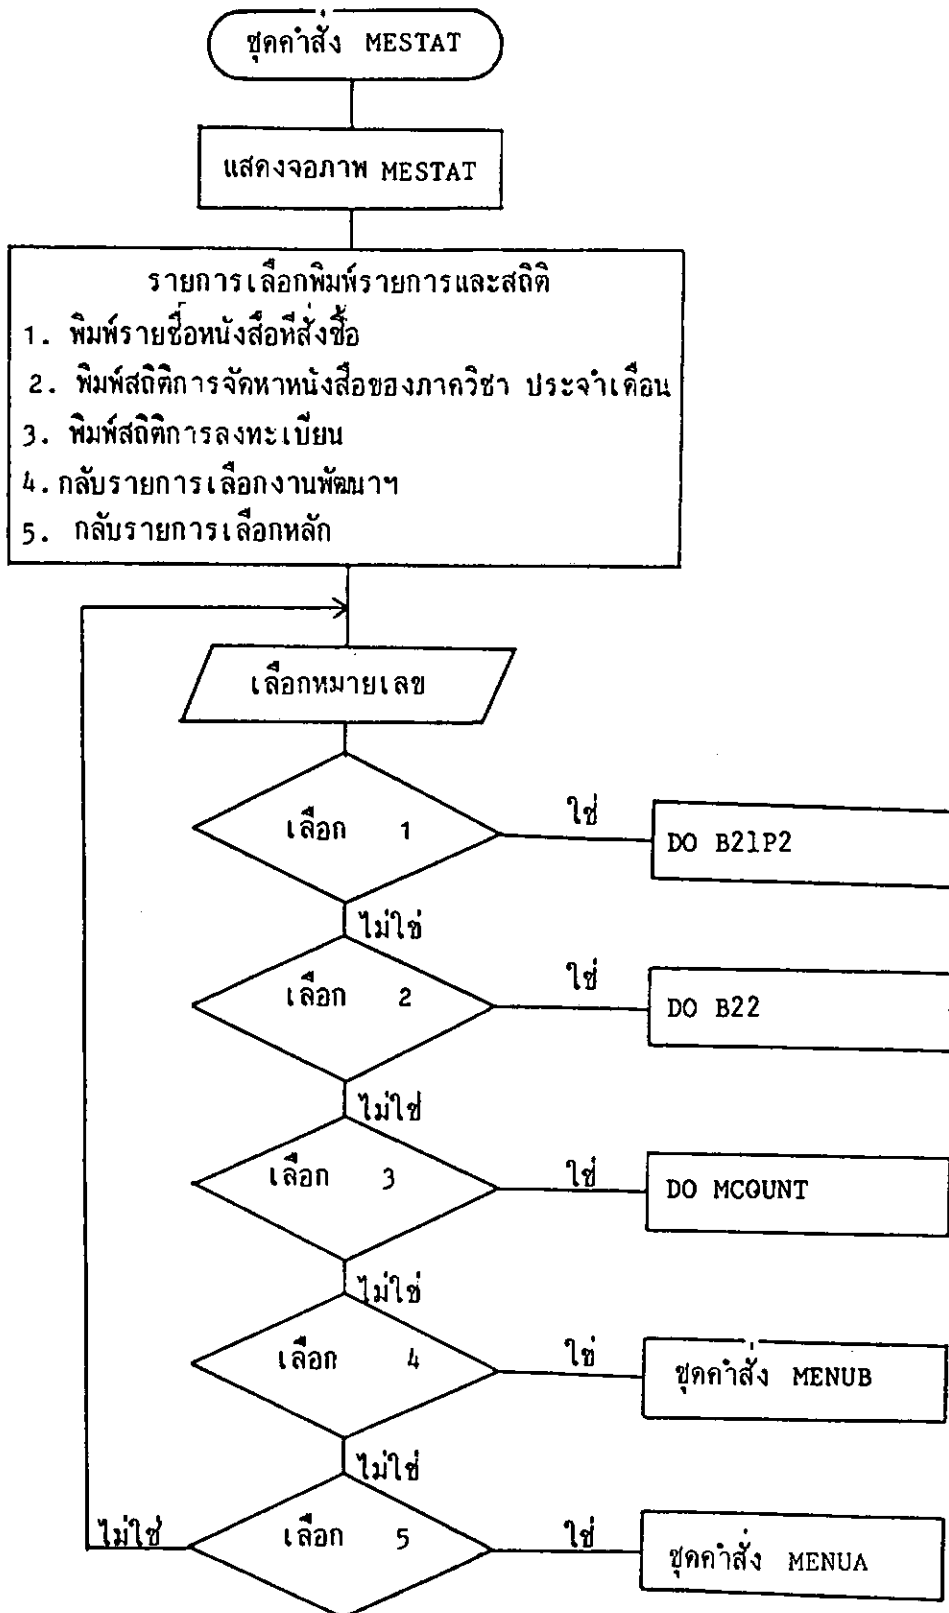 ชุดคำสั่ง MESTAT
แสดงจอภาพ MESTAT
รายการเลือกพิมพ์รายการและสถิติ
1. พิมพ์รายชื่อหนังสือที่สั่งซื้อ
2. พิมพ์สถิติการจัดหาหนังสือของภาควิชา ประจำเดือน
3. พิมพ์สถิติการลงทะเบียน
4. กลับรายการเลือกงานพัฒนาฯ
5. กลับรายการเลือกหลัก
เลือกหมายเลข
เลือก 1
ใช่
DO B21P2
ไม่ใช่
เลือก 2
ใช่
DO B22
ไม่ใช่
เลือก 3
ใช่
DO MCOUNT
ไม่ใช่
เลือก 4
ใช่
ชุดคำสั่ง MENUB
ไม่ใช่
ไม่ใช่
เลือก 5
ใช่
ชุดคำสั่ง MENUA